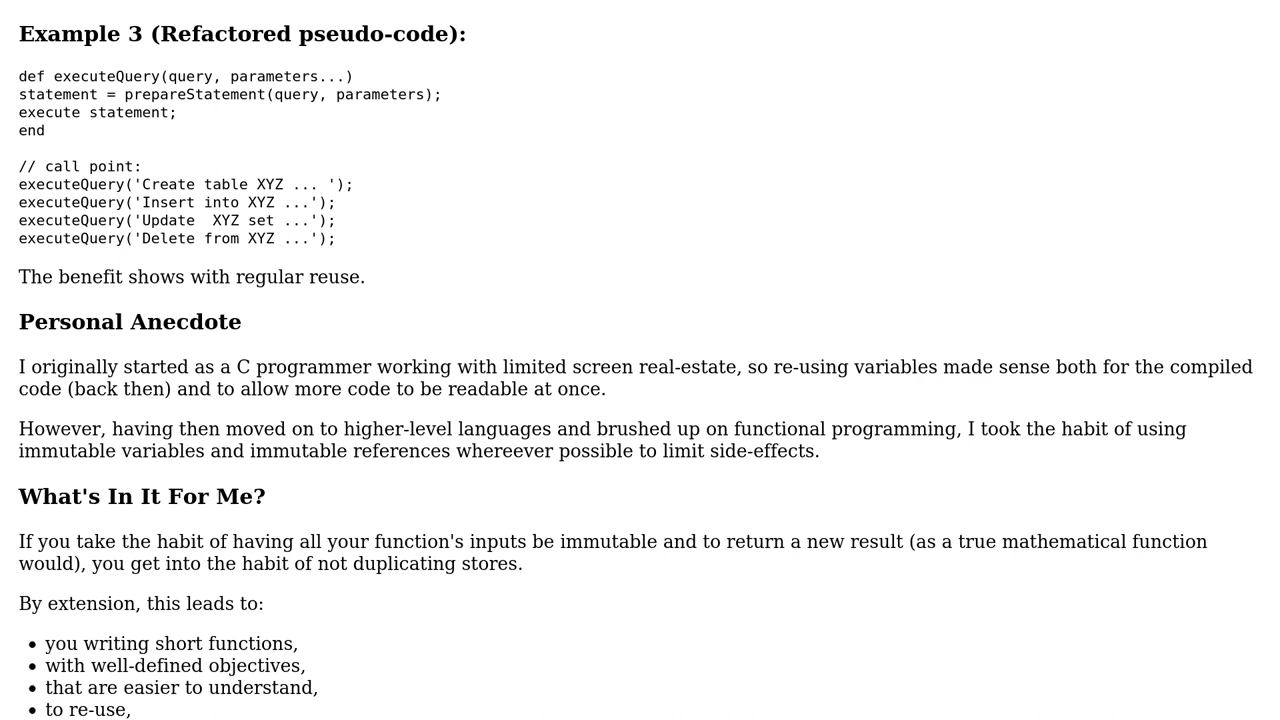 Example 3 (Refactored pseudo-code):
def executeQuery(query, parameters...)
statement = prepareStatement(query, parameters);
execute statement;
end
// call point:
executeQuery('Create table XYZ ... ');
executeQuery('Insert into XYZ ...');
executeQuery('Update  XYZ set ...');
executeQuery('Delete from XYZ ...');
The benefit shows with regular reuse.
Personal Anecdote
I originally started as a C programmer working with limited screen real-estate, so re-using variables made sense both for the compiled
code (back then) and to allow more code to be readable at once.
However, having then moved on to higher-level languages and brushed up on functional programming, I took the habit of using
immutable variables and immutable references whereever possible to limit side-effects.
What's In It For Me?
If you take the habit of having all your function's inputs be immutable and to return a new result (as a true mathematical function
would), you get into the habit of not duplicating stores.
By extension, this leads to:
• you writing short functions,
• with well-defined objectives,
• that are easier to understand,
• to re-use,